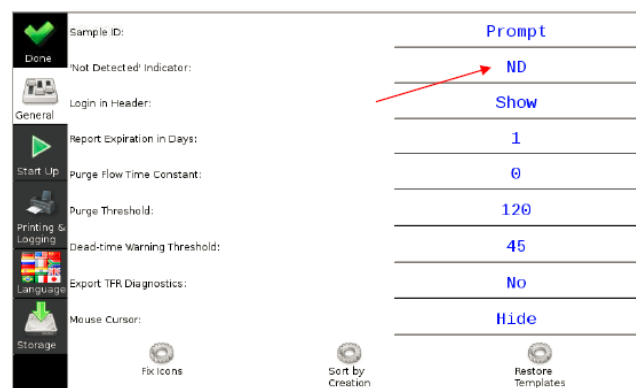 Done
General
Start Up
Printing &
Logging
Language
Storage
Sample ID: Prompt
'Not Detected' Indicator: ND
Login in Header: Show
Report Expiration in Days: 1
Purge Flow Time Constant: 0
Purge Threshold: 120
Dead-time Warning Threshold: 45
Export TFR Diagnostics: No
Mouse Cursor: Hide
Fix Icons
Sort by
Creation
Restore
Templates